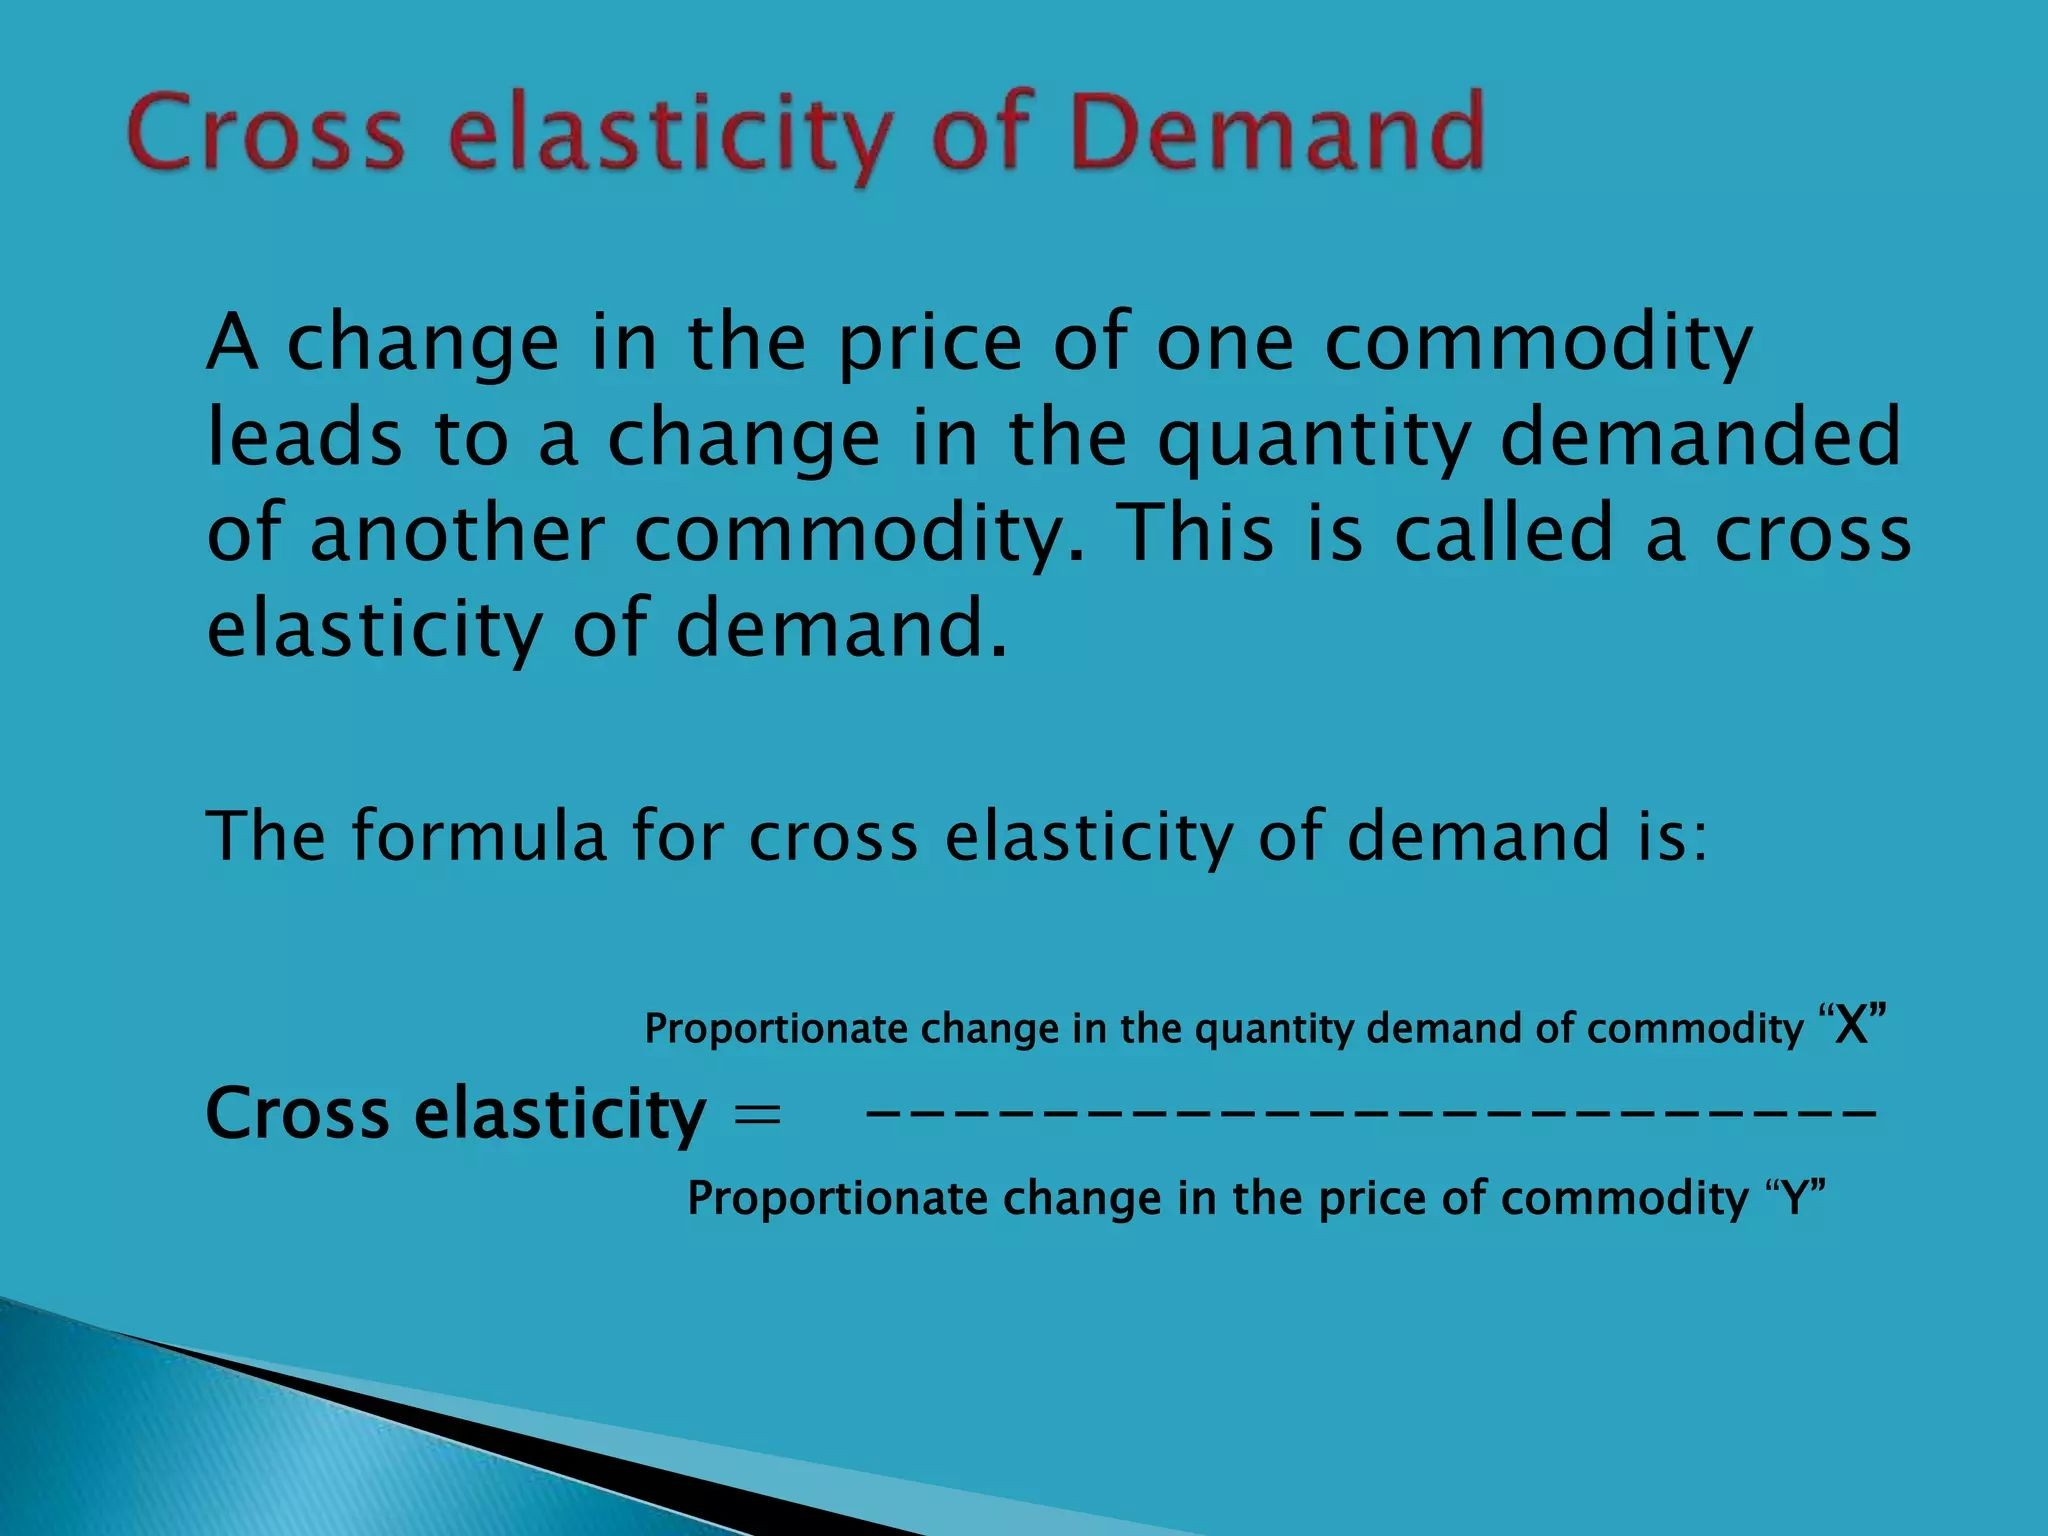 Cross elasticity of Demand
A change in the price of one commodity
leads to a change in the quantity demanded
of another commodity. This is called a cross
elasticity of demand.
The formula for cross elasticity of demand is:
Proportionate change in the quantity demand of commodity “X”
Cross elasticity = -----------------------
Proportionate change in the price of commodity “Y”